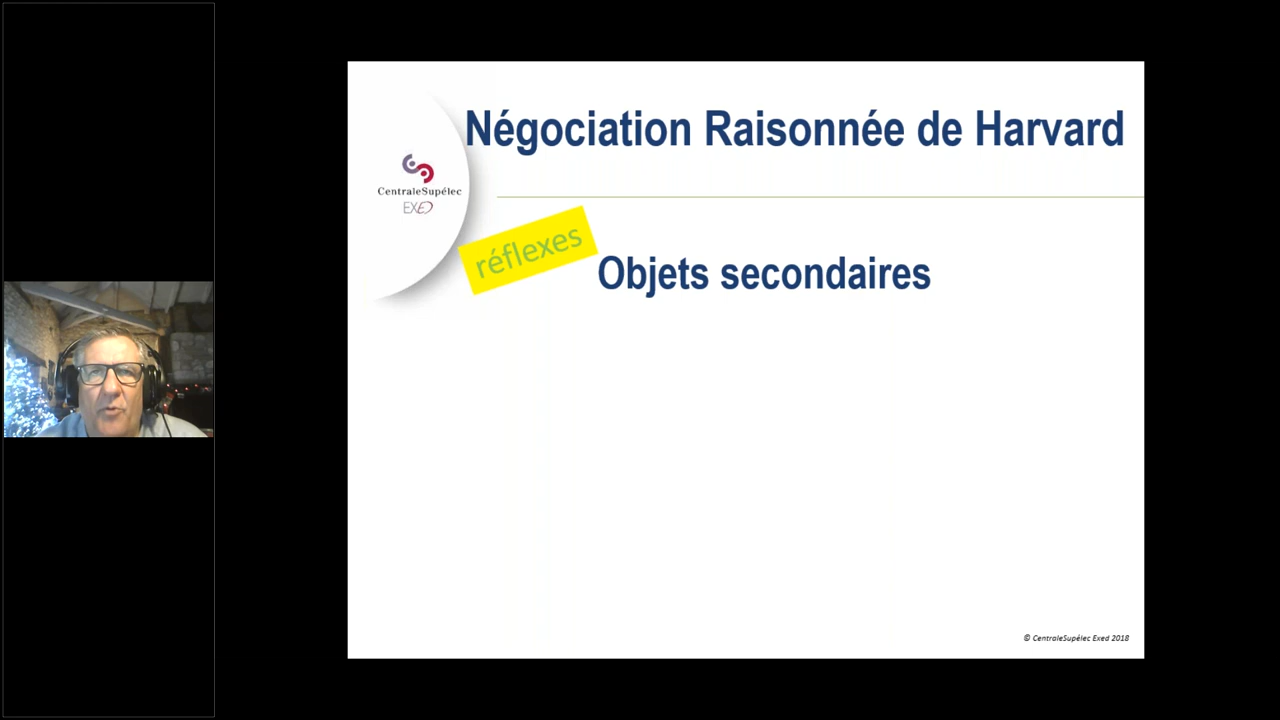 Négociation Raisonnée de Harvard
CentraleSupélec
EXED
réflexes
Objets secondaires
© CentraleSupélec Exed 2018